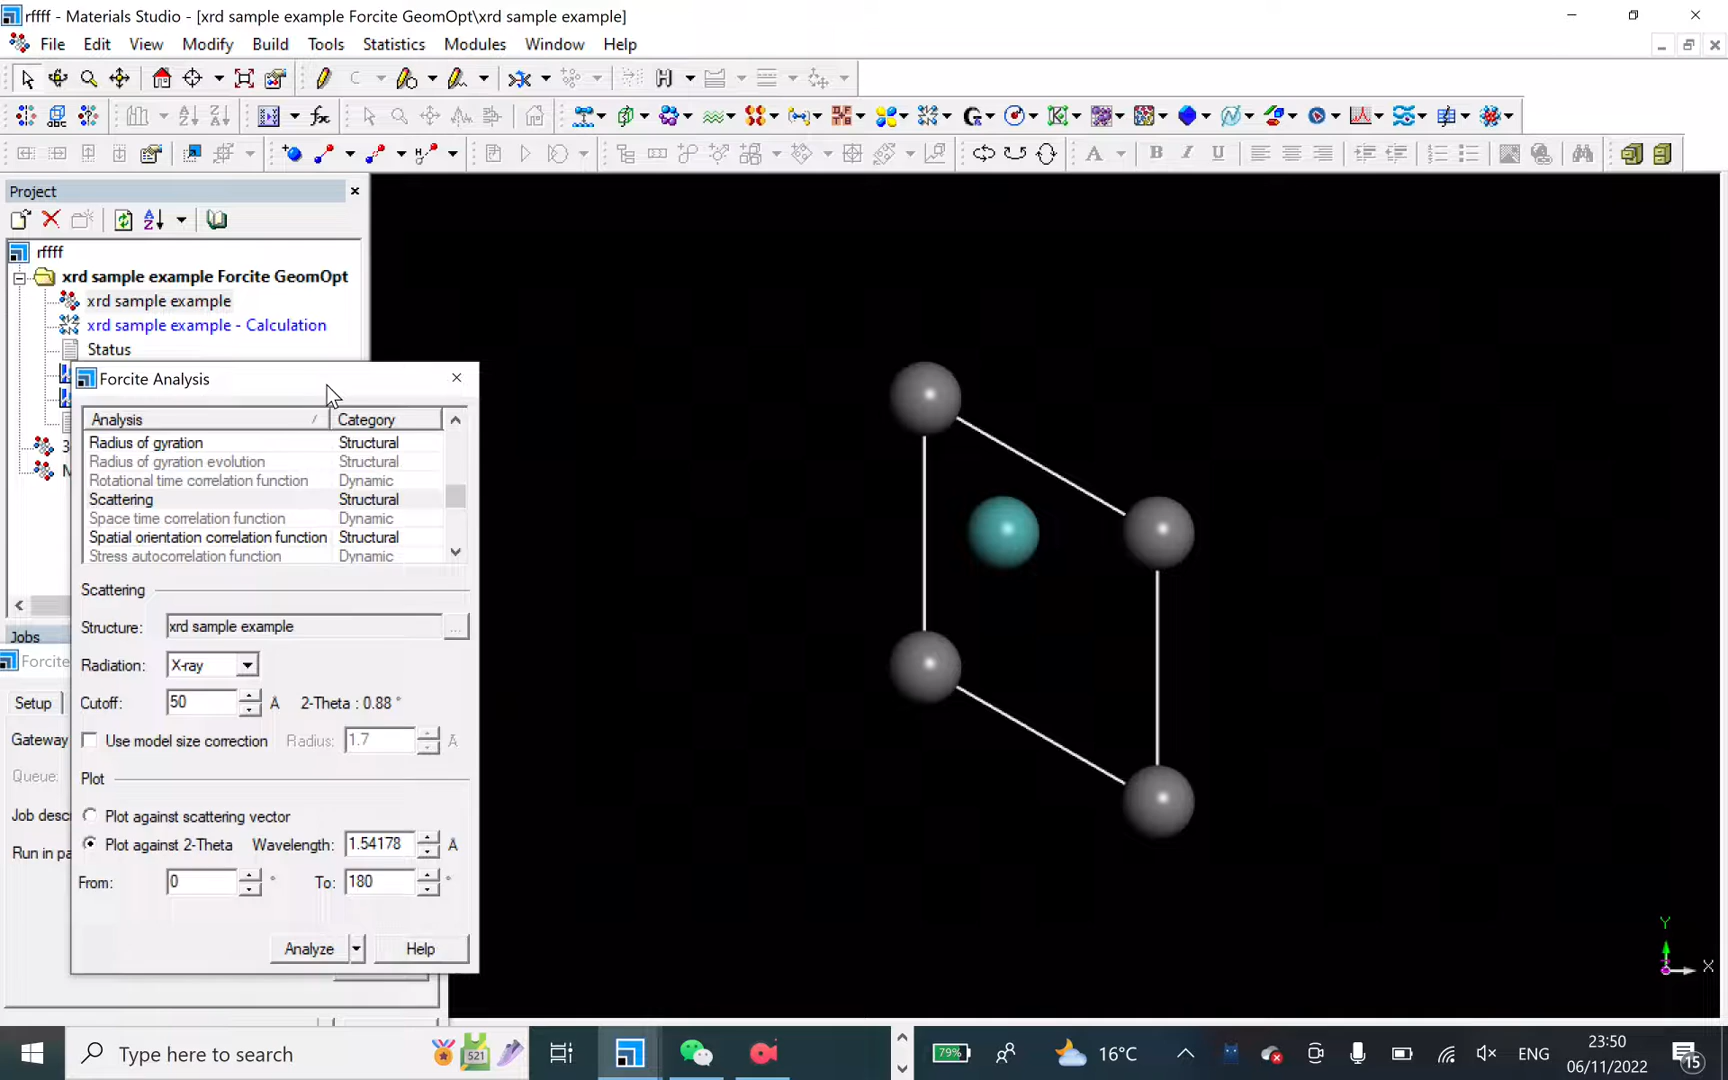 rffff - Materials Studio - [xrd sample example Forcite GeomOpt\xrd sample example]
File Edit View Modify Build Tools Statistics Modules Window Help
Project
rffff
xrd sample example Forcite GeomOpt
xrd sample example
xrd sample example - Calculation
Status
Forcite Analysis
Analysis / Category
Radius of gyration Structural
Radius of gyration evolution Structural
Rotational time correlation function Dynamic
Scattering Structural
Space time correlation function Dynamic
Spatial orientation correlation function Structural
Stress autocorrelation function Dynamic
Scattering
Structure: xrd sample example ...
Radiation: X-ray
Cutoff: 50 Å 2-Theta : 0.88 °
Use model size correction Radius: 1.7 Å
Plot
Plot against scattering vector
Plot against 2-Theta Wavelength: 1.54178 Å
From: 0 ° To: 180 °
Analyze Help
Jobs
Forcite
Setup
Gateway
Queue:
Job desc
Run in pa
Y
X
Type here to search
521
79%
16°C
ENG
23:50
06/11/2022
15